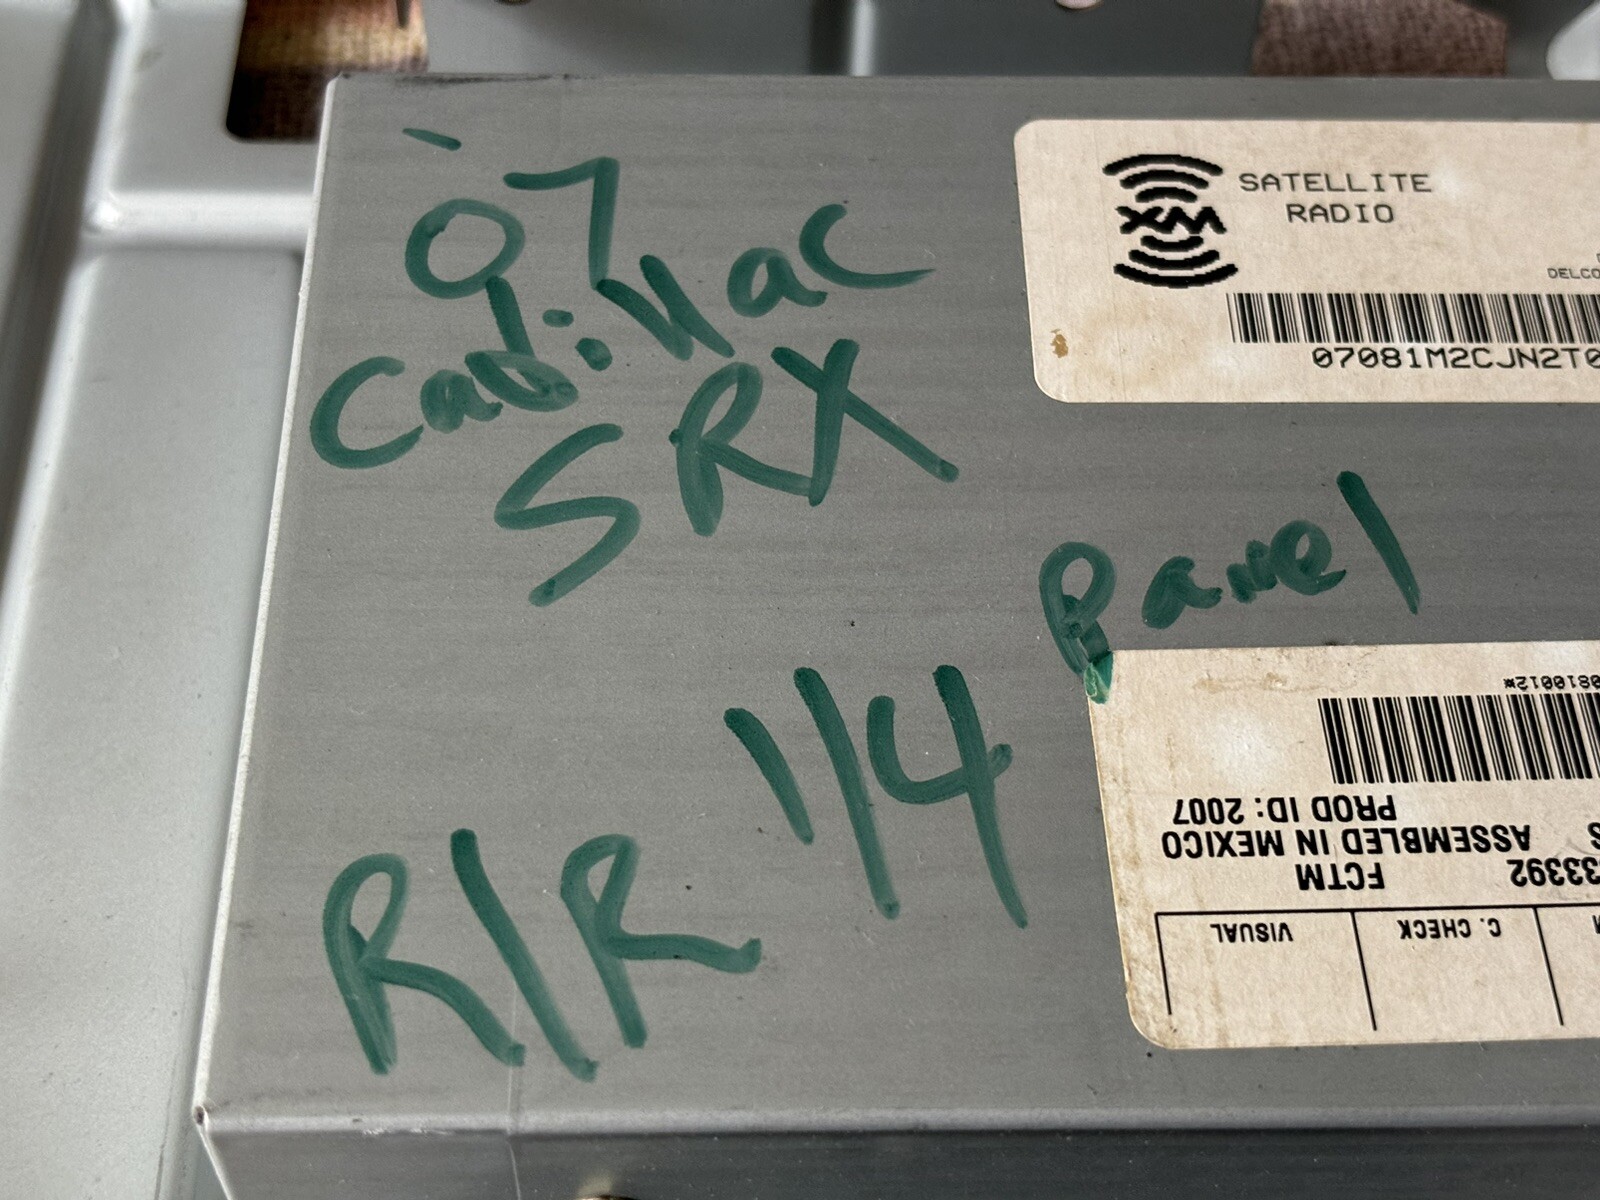 '07
Cadillac
SRX
R/R 1/4 Panel
XM SATELLITE
RADIO
DELCO
07081M2CJN2T0
08100012*
PROD ID: 2007
ASSEMBLED IN MEXICO
33392 FCTM
VISUAL
C. CHECK